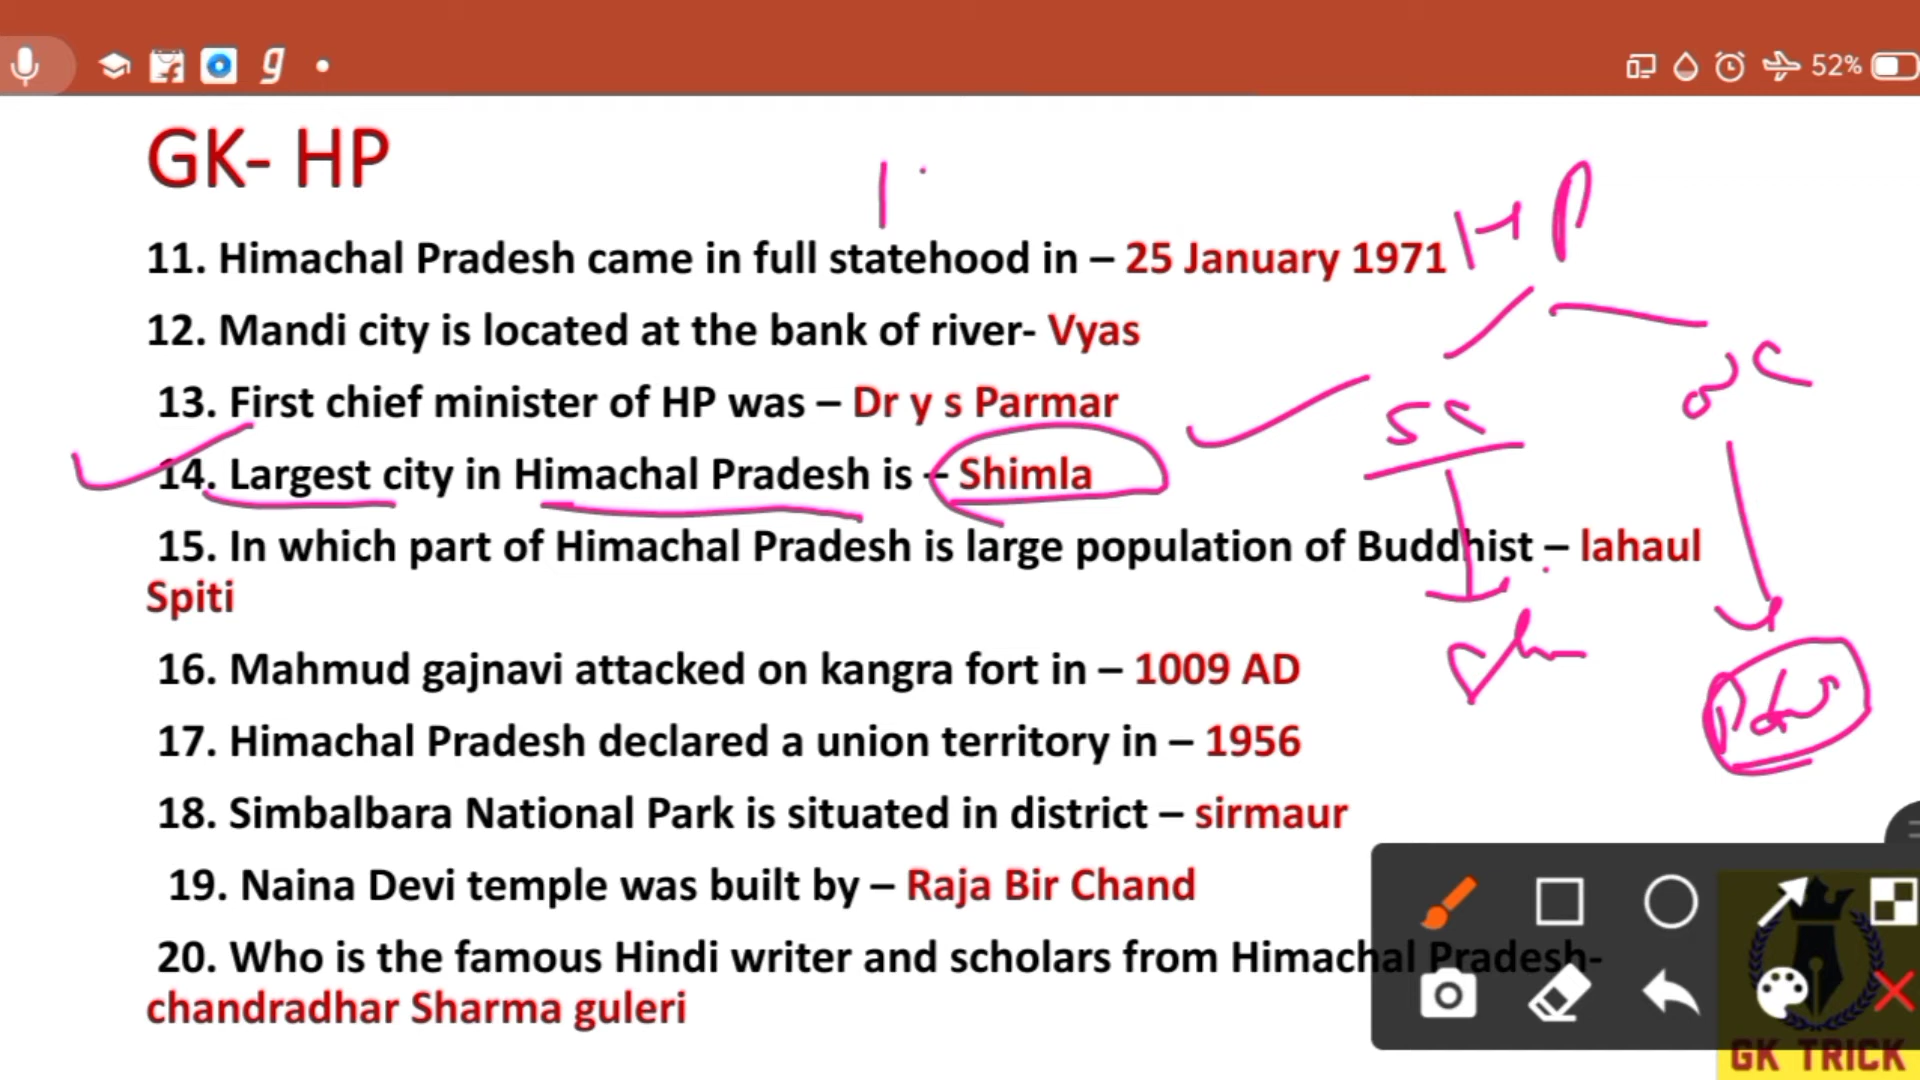 52%
GK- HP
HP
11. Himachal Pradesh came in full statehood in – 25 January 1971
12. Mandi city is located at the bank of river- Vyas
13. First chief minister of HP was – Dr y s Parmar
14. Largest city in Himachal Pradesh is – Shimla
15. In which part of Himachal Pradesh is large population of Buddhist – lahaul
Spiti
16. Mahmud gajnavi attacked on kangra fort in – 1009 AD
17. Himachal Pradesh declared a union territory in – 1956
18. Simbalbara National Park is situated in district – sirmaur
19. Naina Devi temple was built by – Raja Bir Chand
20. Who is the famous Hindi writer and scholars from Himachal Pradesh-
chandradhar Sharma guleri
GK TRICK